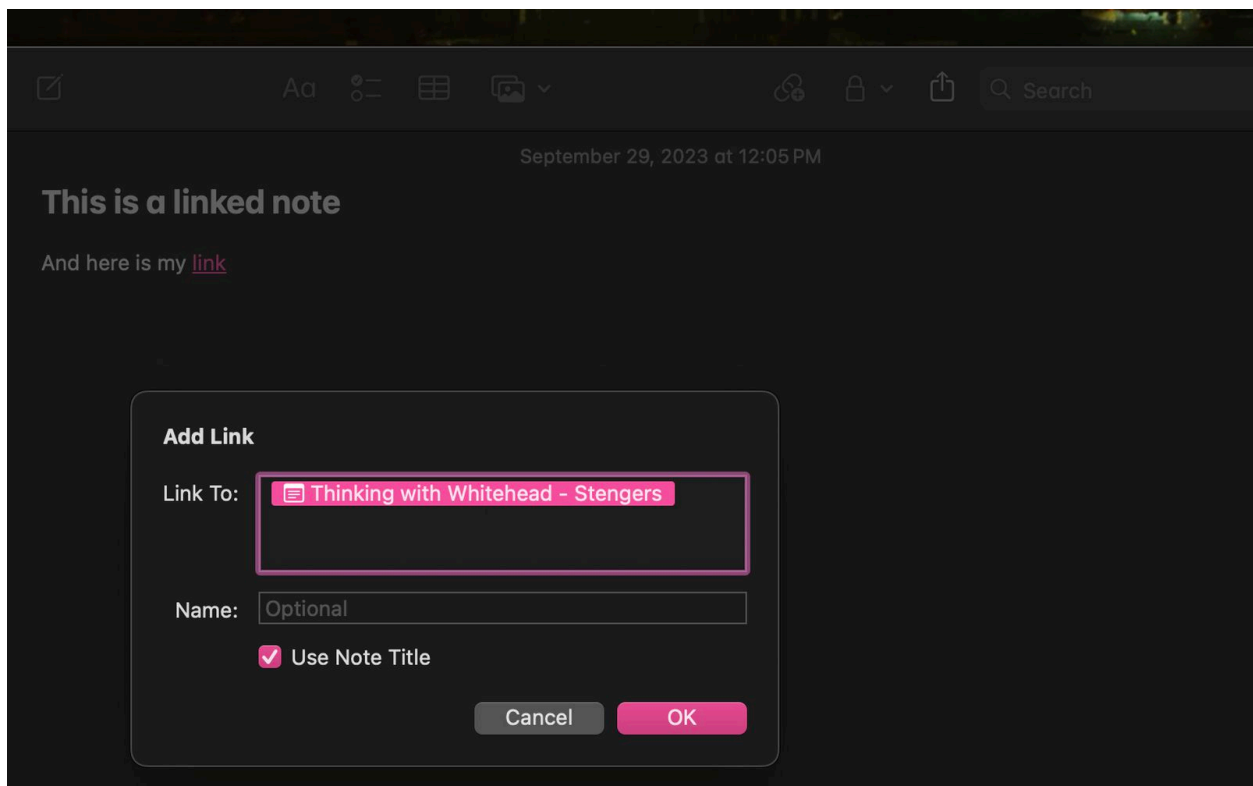 Aa
Search
September 29, 2023 at 12:05 PM
This is a linked note
And here is my link
Add Link
Link To: Thinking with Whitehead - Stengers
Name: Optional
Use Note Title
Cancel OK